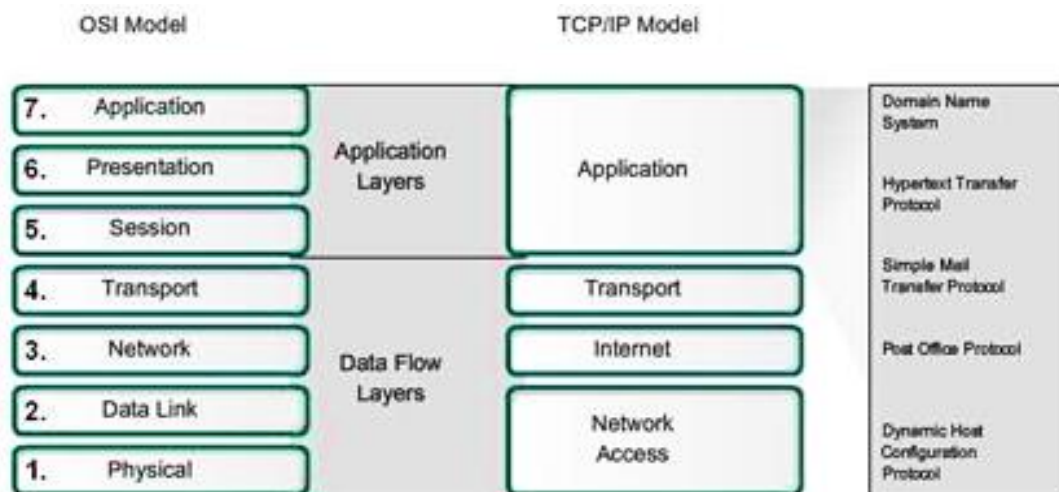 OSI Model
TCP/IP Model
7. Application
6. Presentation
5. Session
4. Transport
3. Network
2. Data Link
1. Physical
Application
Layers
Data Flow
Layers
Application
Transport
Internet
Network
Access
Domain Name
System
Hypertext Transfer
Protocol
Simple Mail
Transfer Protocol
Post Office Protocol
Dynamic Host
Configuration
Protocol